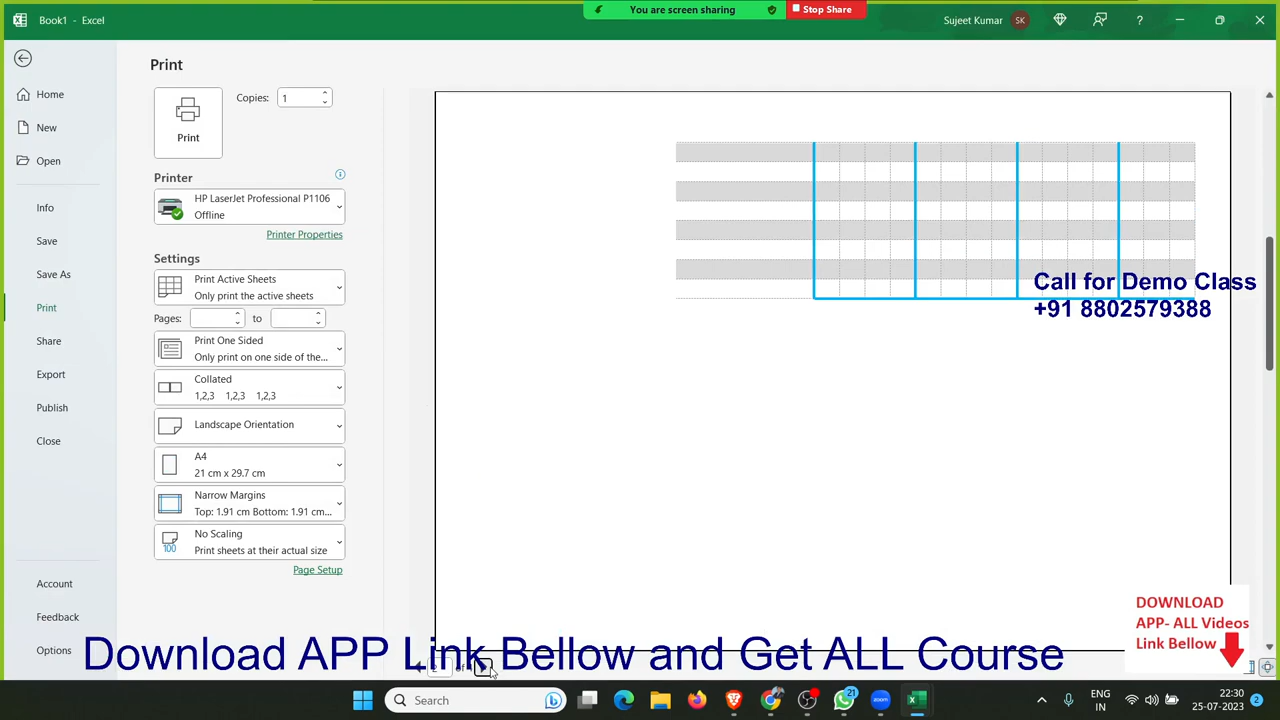 Book1 - Excel
You are screen sharing
Stop Share
Sujeet Kumar
SK
?
Print
Home
New
Open
Info
Save
Save As
Print
Share
Export
Publish
Close
Account
Feedback
Options
Print
Copies: 1
Printer
HP LaserJet Professional P1106
Offline
Printer Properties
Settings
Print Active Sheets
Only print the active sheets
Pages:
to
Print One Sided
Only print on one side of the...
Collated
1,2,3 1,2,3 1,2,3
Landscape Orientation
A4
21 cm x 29.7 cm
Narrow Margins
Top: 1.91 cm Bottom: 1.91 cm...
No Scaling
100
Print sheets at their actual size
Page Setup
Call for Demo Class
+91 8802579388
DOWNLOAD
APP- ALL Videos
Link Bellow
Download APP Link Bellow and Get ALL Course
Search
21
zoom
ENG
IN
22:30
25-07-2023
2